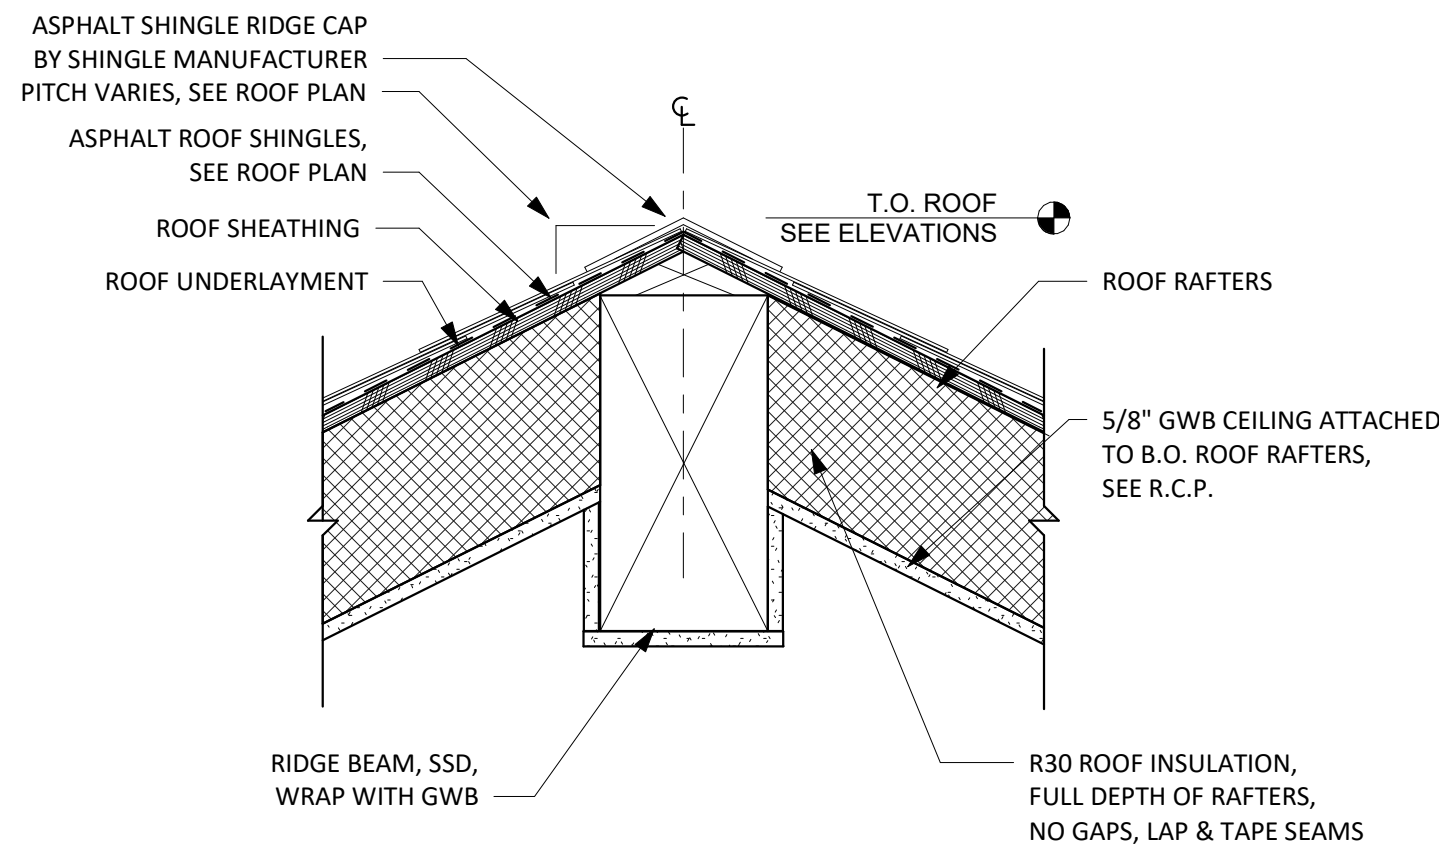 ASPHALT SHINGLE RIDGE CAP
BY SHINGLE MANUFACTURER
PITCH VARIES, SEE ROOF PLAN
ASPHALT ROOF SHINGLES,
SEE ROOF PLAN
ROOF SHEATHING
ROOF UNDERLAYMENT
℄
T.O. ROOF
SEE ELEVATIONS
ROOF RAFTERS
5/8" GWB CEILING ATTACHED
TO B.O. ROOF RAFTERS,
SEE R.C.P.
RIDGE BEAM, SSD,
WRAP WITH GWB
R30 ROOF INSULATION,
FULL DEPTH OF RAFTERS,
NO GAPS, LAP & TAPE SEAMS